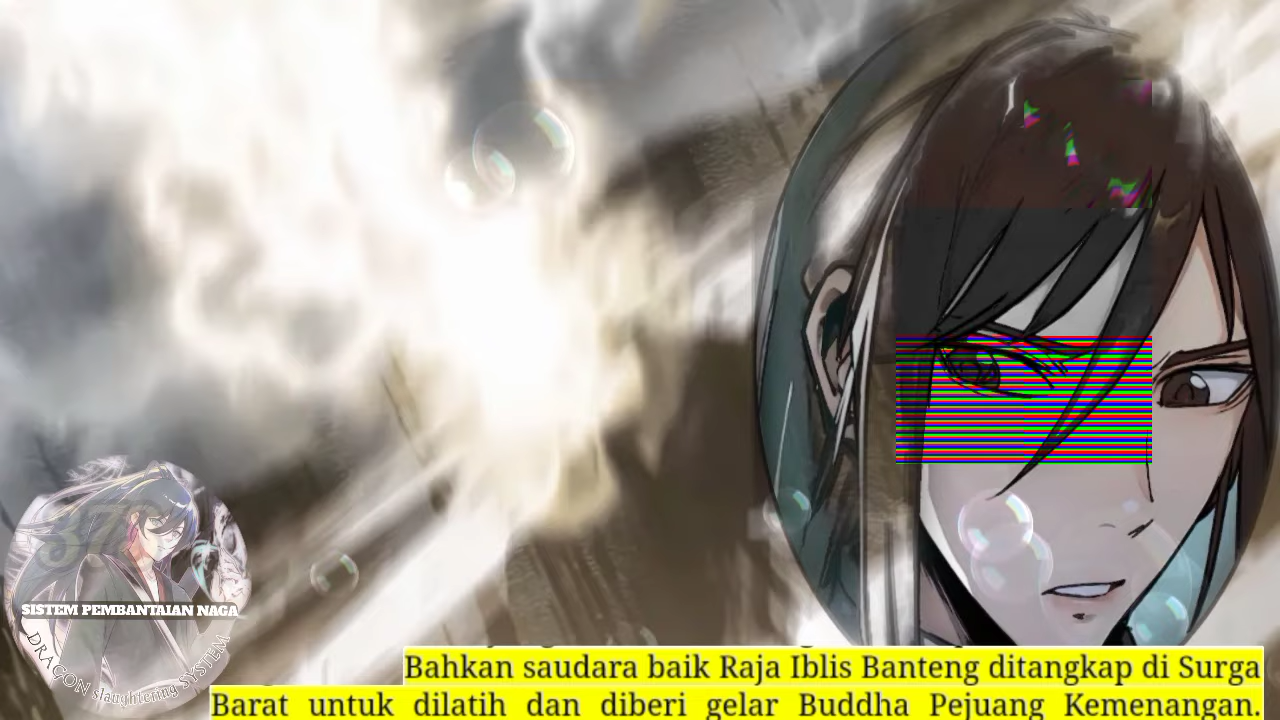 37
SISTEM PEMBANTAIAN NAGA
DRAGON slaughtering SYSTEM
Bahkan saudara baik Raja Iblis Banteng ditangkap di Surga
Barat untuk dilatih dan diberi gelar Buddha Pejuang Kemenangan.